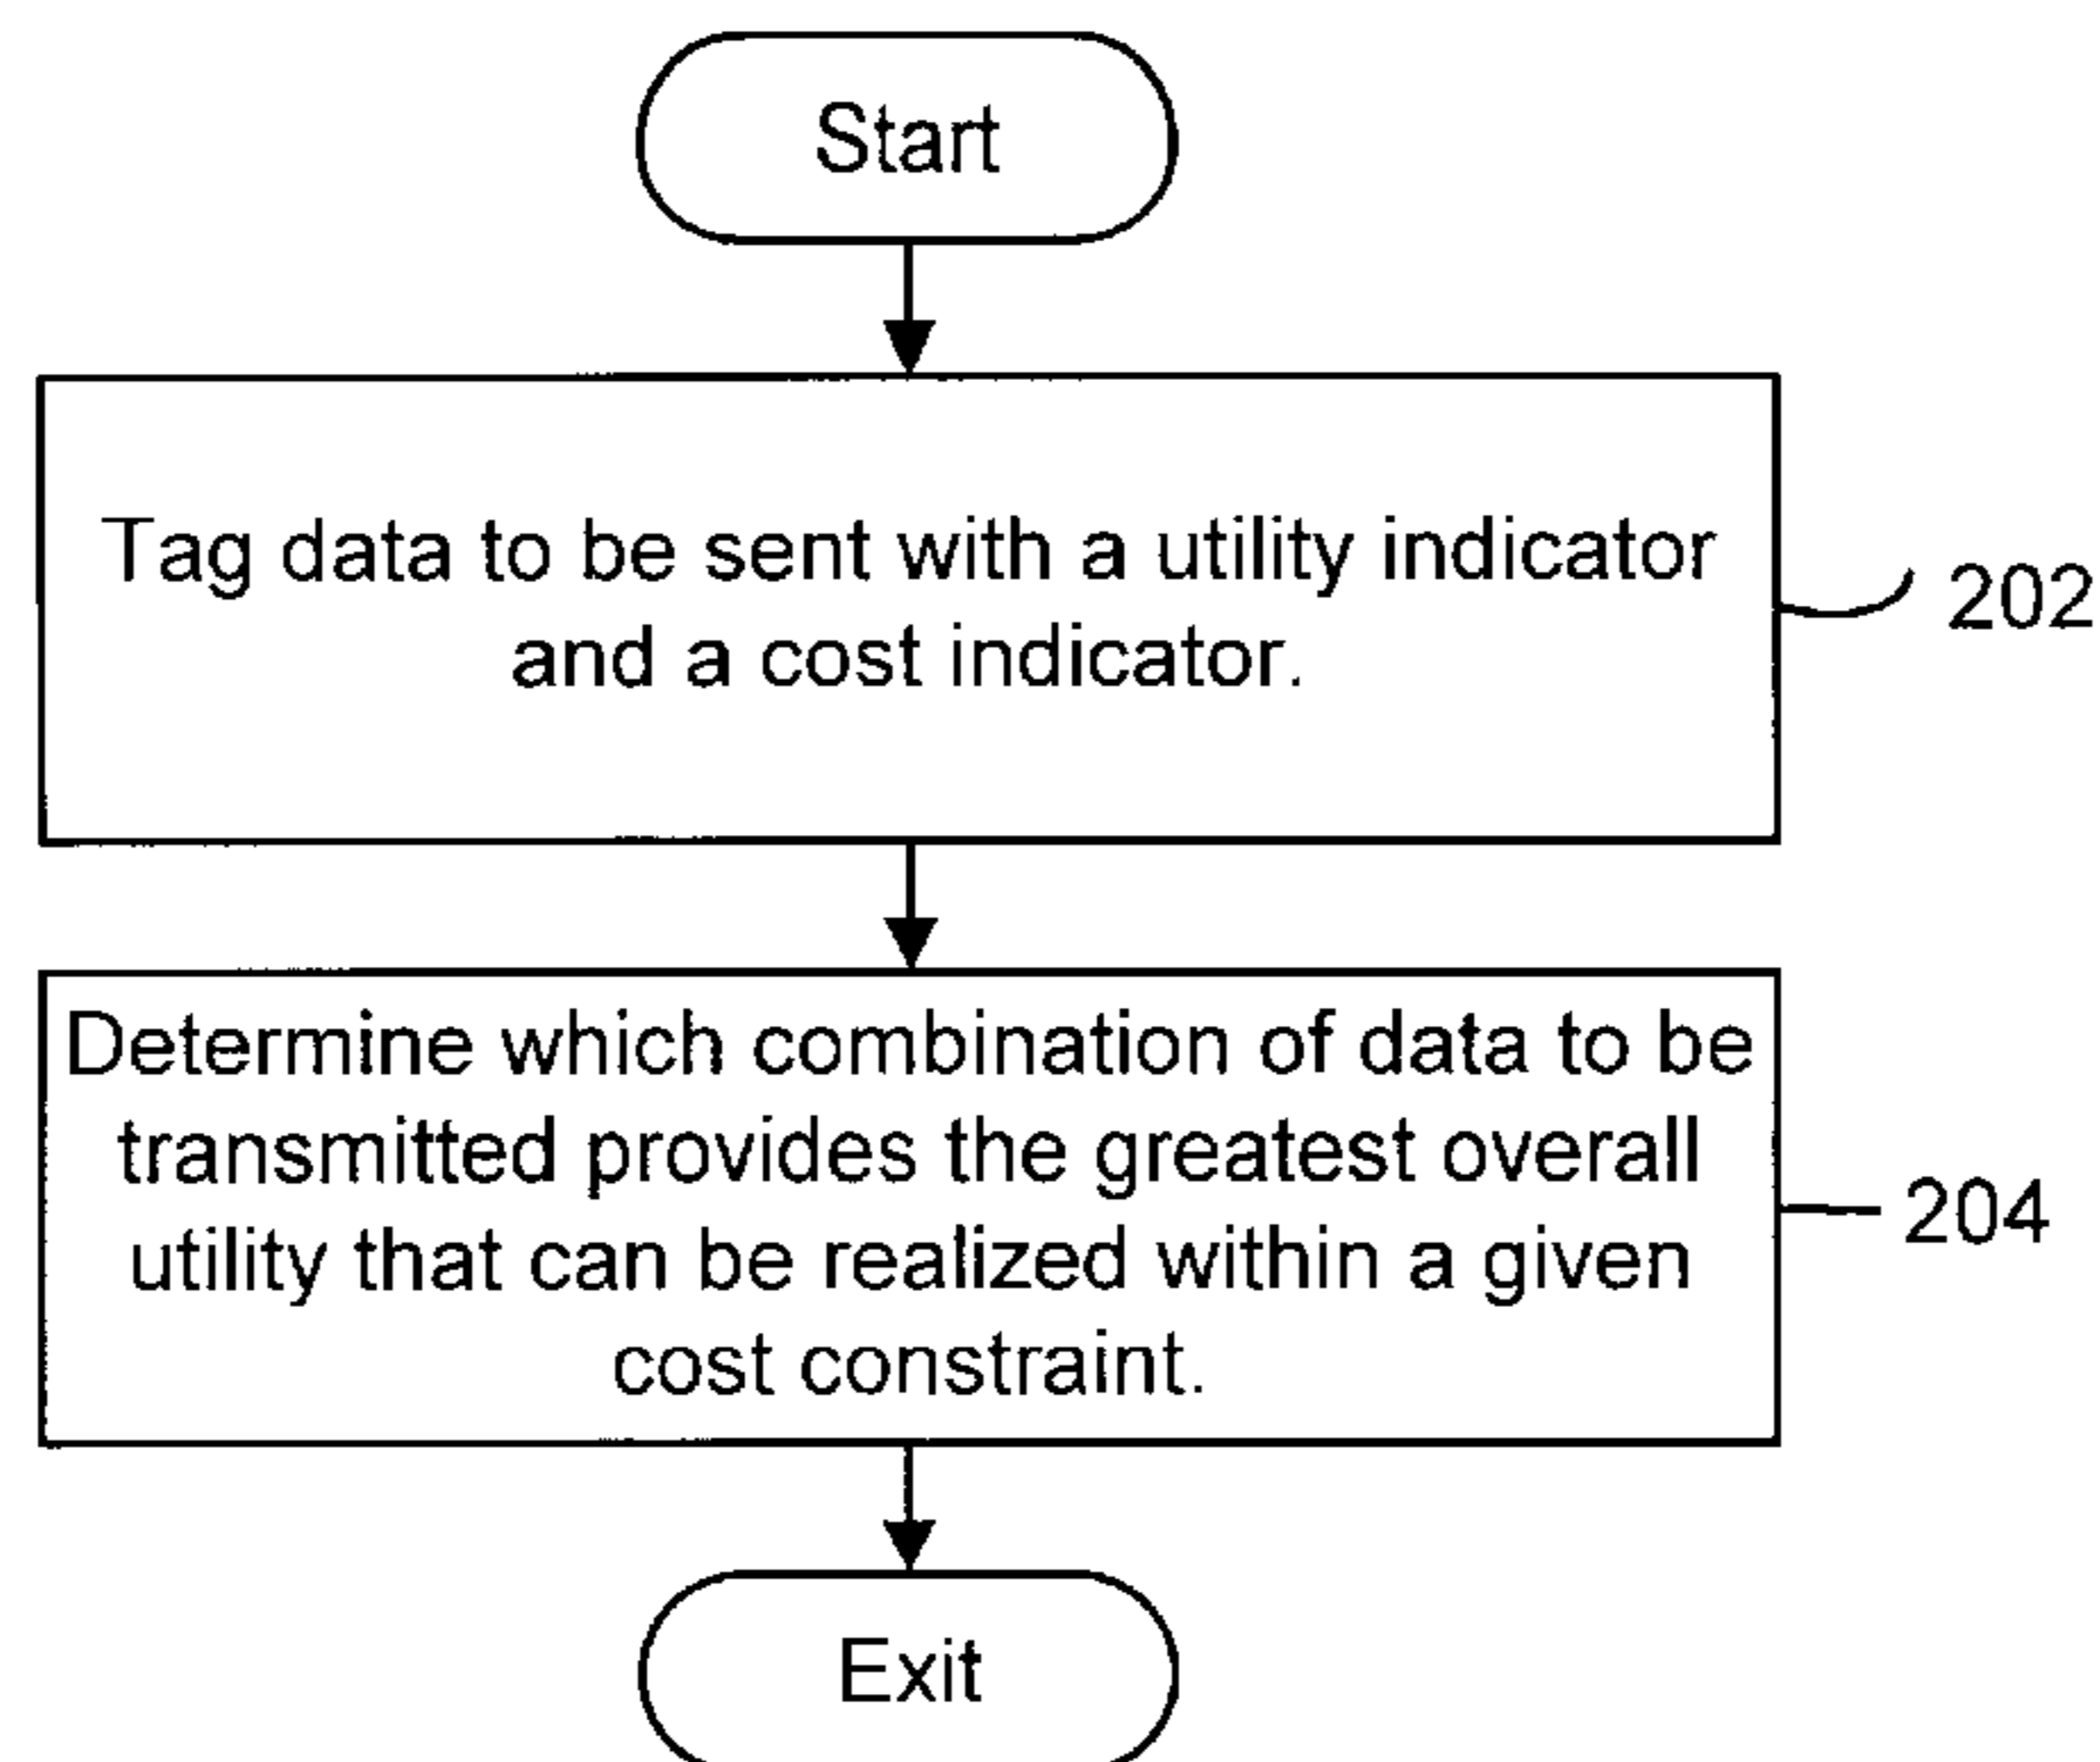 Start
Tag data to be sent with a utility indicator
and a cost indicator.
202
Determine which combination of data to be
transmitted provides the greatest overall
utility that can be realized within a given
cost constraint.
204
Exit